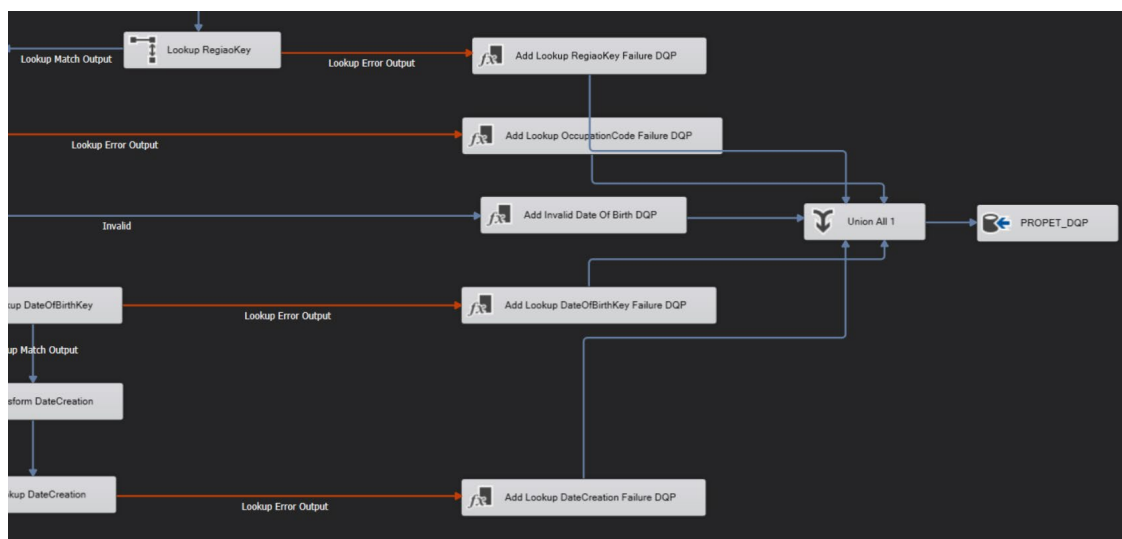 Lookup RegiaoKey
Add Lookup RegiaoKey Failure DQP
Lookup Match Output
Lookup Error Output
Add Lookup OccupationCode Failure DQP
Lookup Error Output
Add Invalid Date Of Birth DQP
Union All 1
PROPET_DQP
Invalid
kup DateOfBirthKey
Add Lookup DateOfBirthKey Failure DQP
Lookup Error Output
up Match Output
sform DateCreation
kup DateCreation
Add Lookup DateCreation Failure DQP
Lookup Error Output